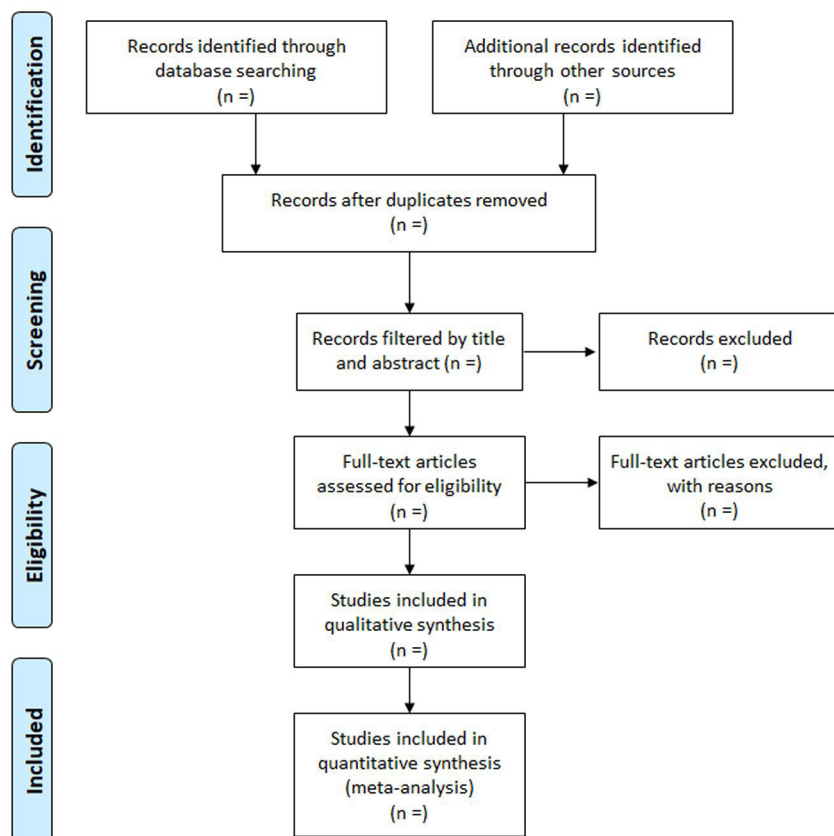 Identification
Records identified through
database searching
(n =)
Additional records identified
through other sources
(n =)
Records after duplicates removed
(n =)
Screening
Records filtered by title
and abstract (n =)
Records excluded
(n =)
Eligibility
Full-text articles
assessed for eligibility
(n =)
Full-text articles excluded,
with reasons
(n =)
Studies included in
qualitative synthesis
(n =)
Included
Studies included in
quantitative synthesis
(meta-analysis)
(n =)